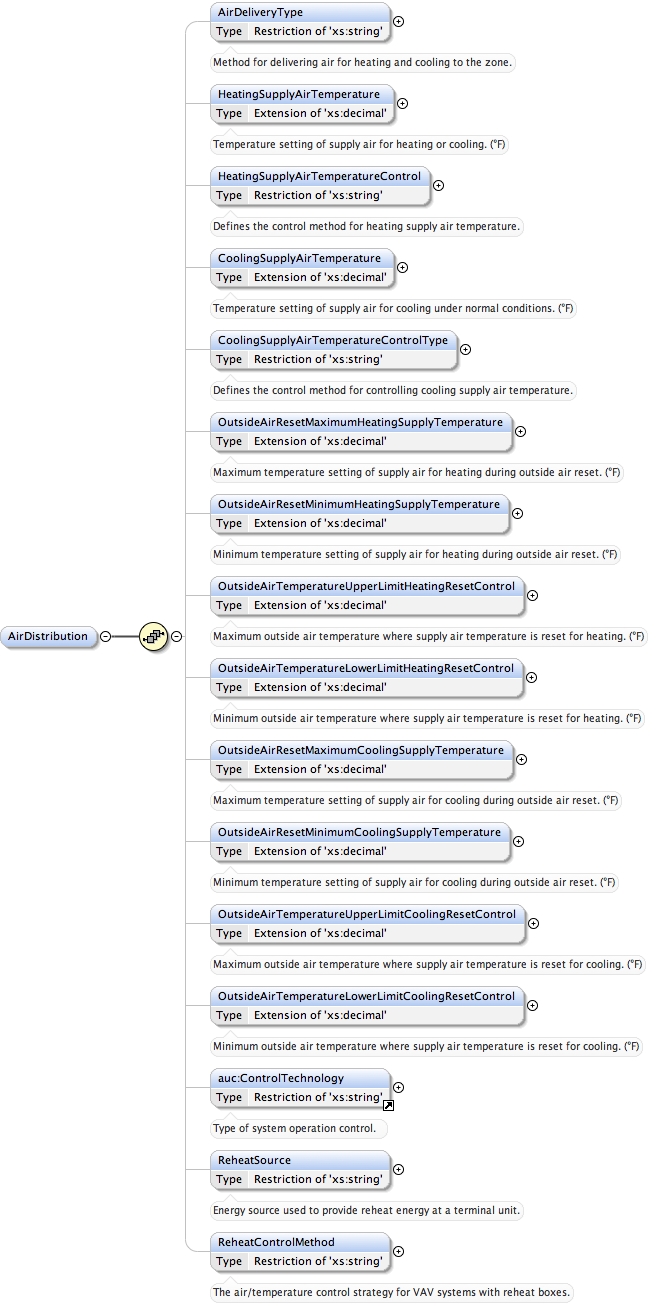 AirDeliveryType
Type Restriction of 'xs:string'
Method for delivering air for heating and cooling to the zone.
HeatingSupplyAirTemperature
Type Extension of 'xs:decimal'
Temperature setting of supply air for heating or cooling. (°F)
HeatingSupplyAirTemperatureControl
Type Restriction of 'xs:string'
Defines the control method for heating supply air temperature.
CoolingSupplyAirTemperature
Type Extension of 'xs:decimal'
Temperature setting of supply air for cooling under normal conditions. (°F)
CoolingSupplyAirTemperatureControlType
Type Restriction of 'xs:string'
Defines the control method for controlling cooling supply air temperature.
OutsideAirResetMaximumHeatingSupplyTemperature
Type Extension of 'xs:decimal'
Maximum temperature setting of supply air for heating during outside air reset. (°F)
OutsideAirResetMinimumHeatingSupplyTemperature
Type Extension of 'xs:decimal'
Minimum temperature setting of supply air for heating during outside air reset. (°F)
OutsideAirTemperatureUpperLimitHeatingResetControl
Type Extension of 'xs:decimal'
AirDistribution
Maximum outside air temperature where supply air temperature is reset for heating. (°F)
OutsideAirTemperatureLowerLimitHeatingResetControl
Type Extension of 'xs:decimal'
Minimum outside air temperature where supply air temperature is reset for heating. (°F)
OutsideAirResetMaximumCoolingSupplyTemperature
Type Extension of 'xs:decimal'
Maximum temperature setting of supply air for cooling during outside air reset. (°F)
OutsideAirResetMinimumCoolingSupplyTemperature
Type Extension of 'xs:decimal'
Minimum temperature setting of supply air for cooling during outside air reset. (°F)
OutsideAirTemperatureUpperLimitCoolingResetControl
Type Extension of 'xs:decimal'
Maximum outside air temperature where supply air temperature is reset for cooling. (°F)
OutsideAirTemperatureLowerLimitCoolingResetControl
Type Extension of 'xs:decimal'
Minimum outside air temperature where supply air temperature is reset for cooling. (°F)
auc:ControlTechnology
Type Restriction of 'xs:string'
Type of system operation control.
ReheatSource
Type Restriction of 'xs:string'
Energy source used to provide reheat energy at a terminal unit.
ReheatControlMethod
Type Restriction of 'xs:string'
The air/temperature control strategy for VAV systems with reheat boxes.